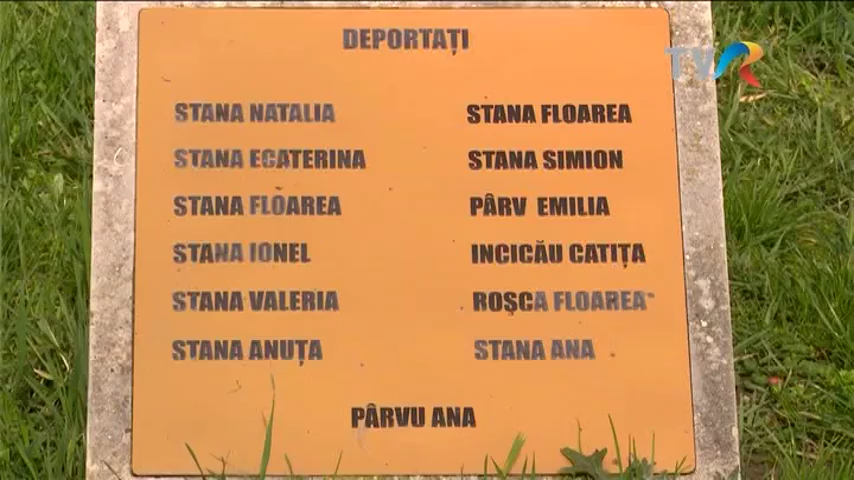 DEPORTAȚI
TVR
STANA NATALIA
STANA FLOAREA
STANA ECATERINA
STANA SIMION
STANA FLOAREA
PÂRV EMILIA
STANA IONEL
INCICĂU CATIȚA
STANA VALERIA
ROȘCA FLOAREA
STANA ANUȚA
STANA ANA
PÂRVU ANA